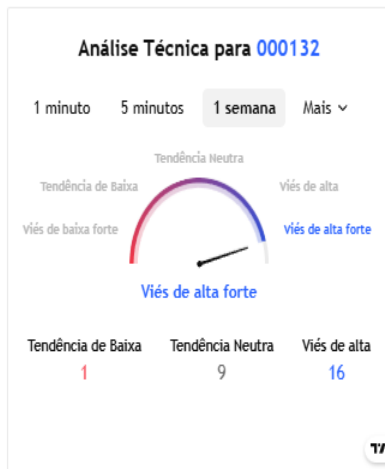 Análise Técnica para 000132
1 minuto 5 minutos 1 semana Mais
Tendência Neutra
Tendência de Baixa Viés de alta
Viés de baixa forte Viés de alta forte
Viés de alta forte
Tendência de Baixa Tendência Neutra Viés de alta
1 9 16